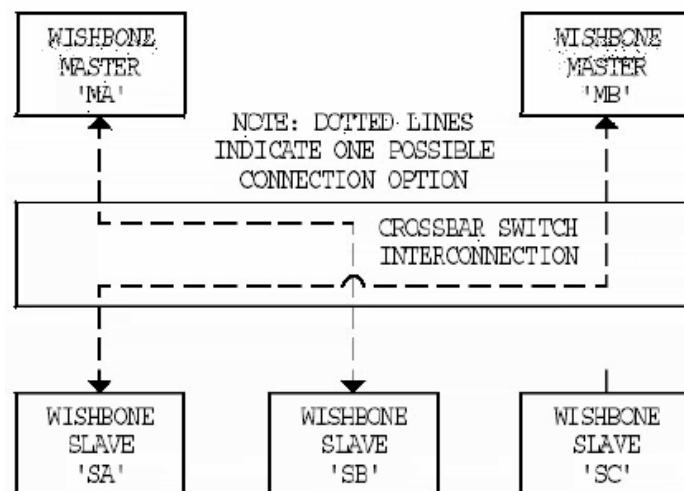 WISHBONE
MASTER
'MA'
WISHBONE
MASTER
'MB'
NOTE: DOTTED LINES
INDICATE ONE POSSIBLE
CONNECTION OPTION
CROSSBAR SWITCH
INTERCONNECTION
WISHBONE
SLAVE
'SA'
WISHBONE
SLAVE
'SB'
WISHBONE
SLAVE
'SC'